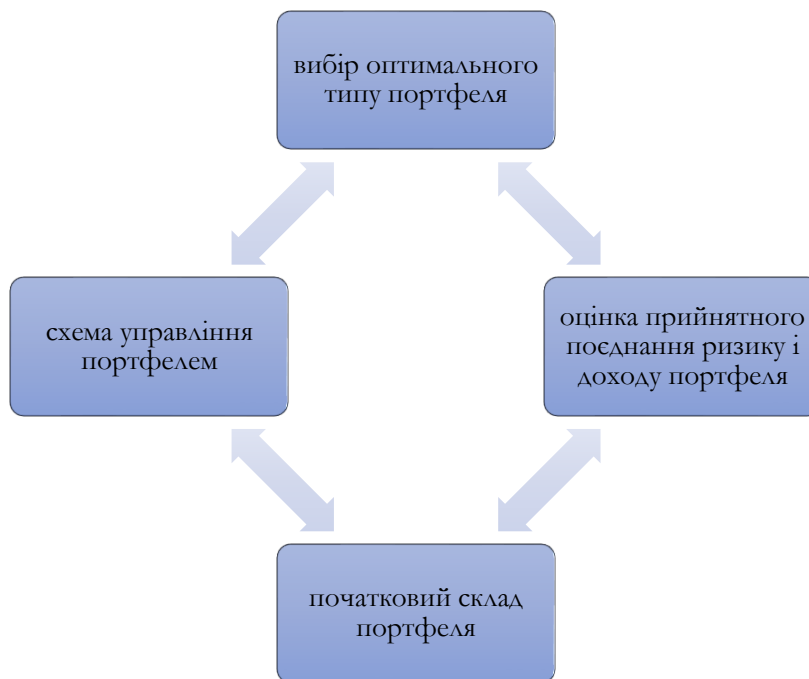 вибір оптимального
типу портфеля
схема управління
портфелем
оцінка прийнятного
поєднання ризику і
доходу портфеля
початковий склад
портфеля